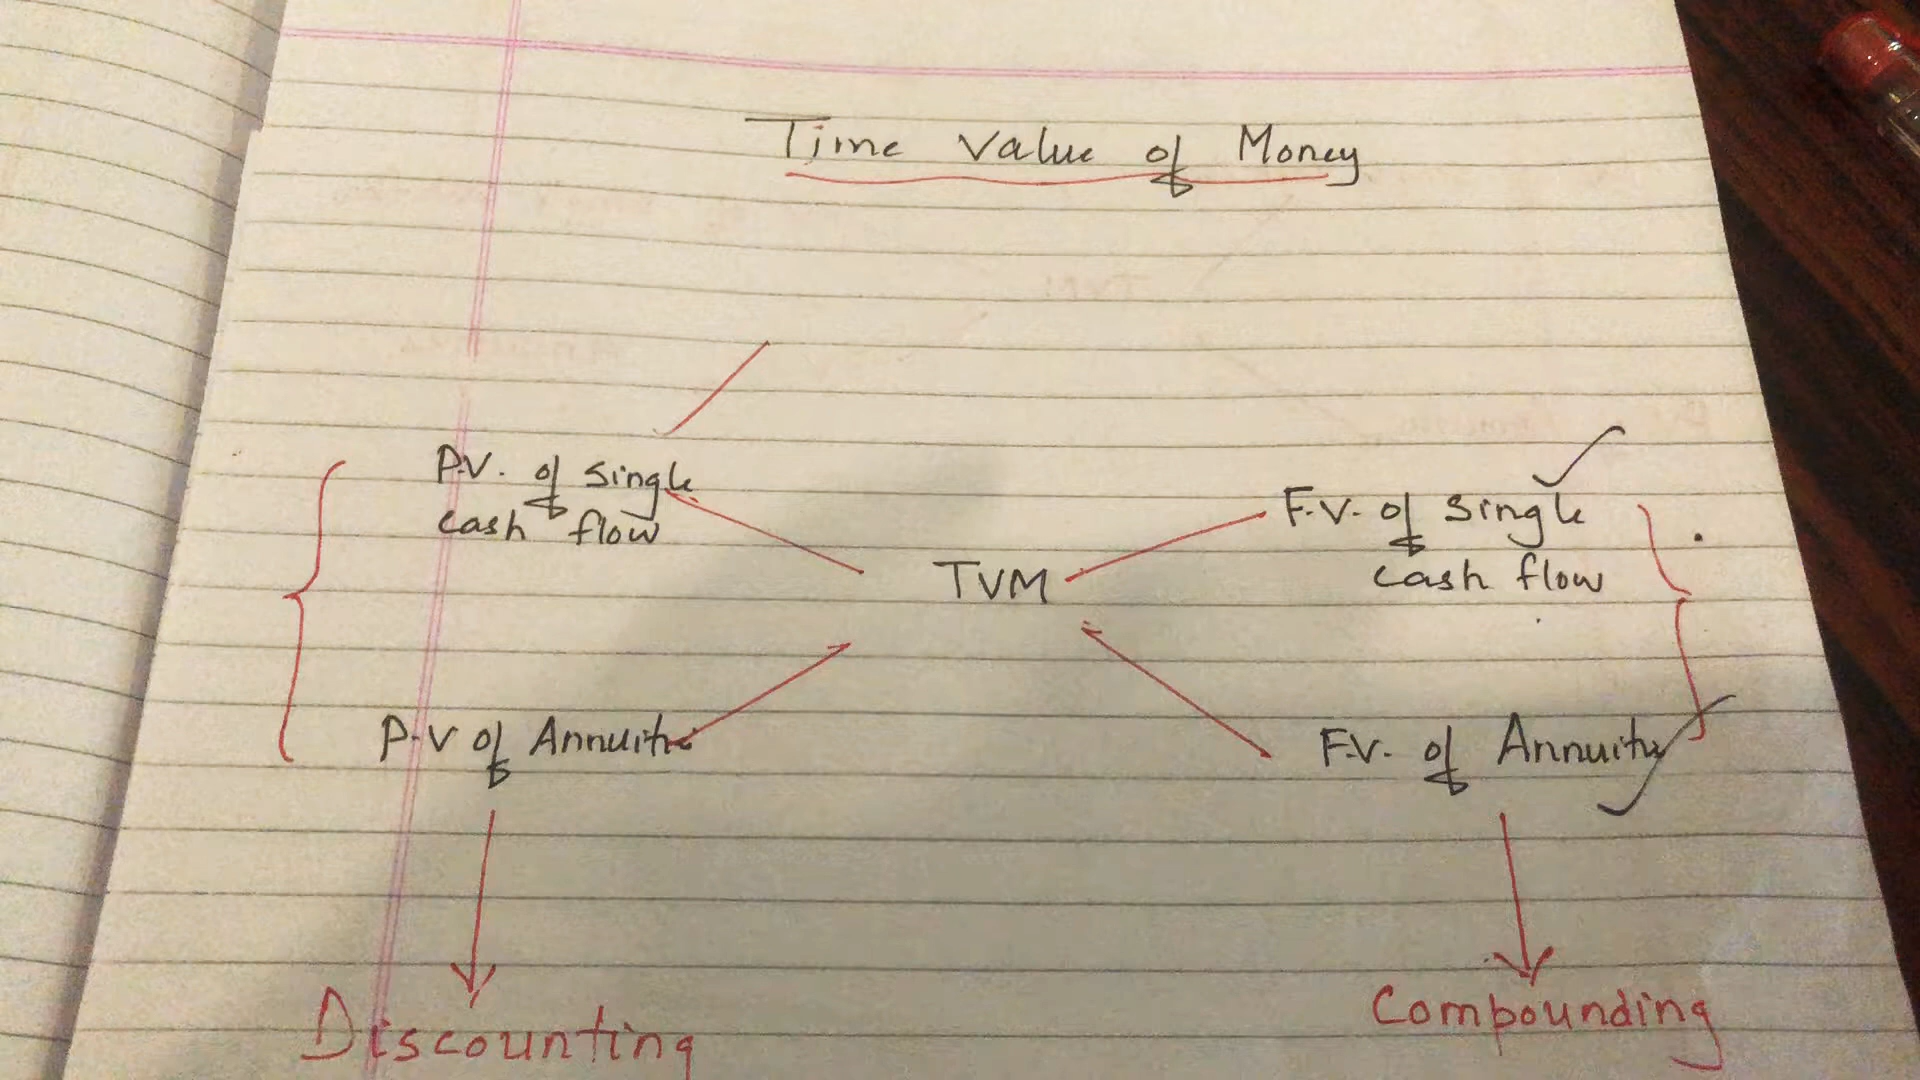 Time Value of Money
P.V. of single
cash flow
F.V. of single
cash flow
TVM
P.V of Annuity
F.V. of Annuity
Discounting
Compounding